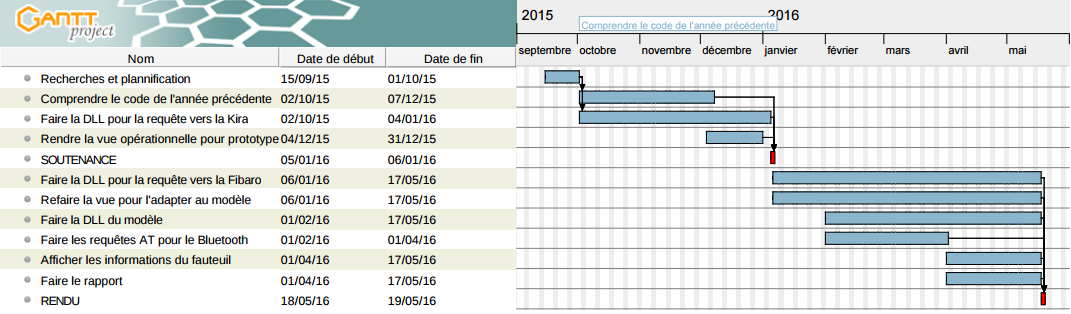 GANTT
project
2015
2016
Comprendre le code de l'année précédente
septembre octobre novembre décembre janvier février mars avril mai
Nom Date de début Date de fin
Recherches et plannification 15/09/15 01/10/15
Comprendre le code de l'année précédente 02/10/15 07/12/15
Faire la DLL pour la requête vers la Kira 02/10/15 04/01/16
Rendre la vue opérationnelle pour prototype 04/12/15 31/12/15
SOUTENANCE 05/01/16 06/01/16
Faire la DLL pour la requête vers la Fibaro 06/01/16 17/05/16
Refaire la vue pour l'adapter au modèle 06/01/16 17/05/16
Faire la DLL du modèle 01/02/16 17/05/16
Faire les requêtes AT pour le Bluetooth 01/02/16 01/04/16
Afficher les informations du fauteuil 01/04/16 17/05/16
Faire le rapport 01/04/16 17/05/16
RENDU 18/05/16 19/05/16